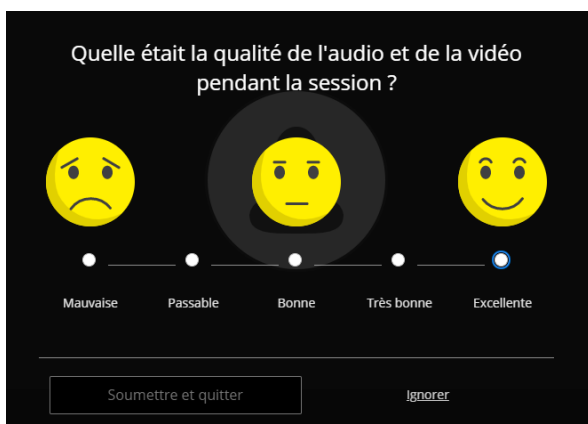 Quelle était la qualité de l'audio et de la vidéo
pendant la session ?
Mauvaise
Passable
Bonne
Très bonne
Excellente
Soumettre et quitter
Ignorer